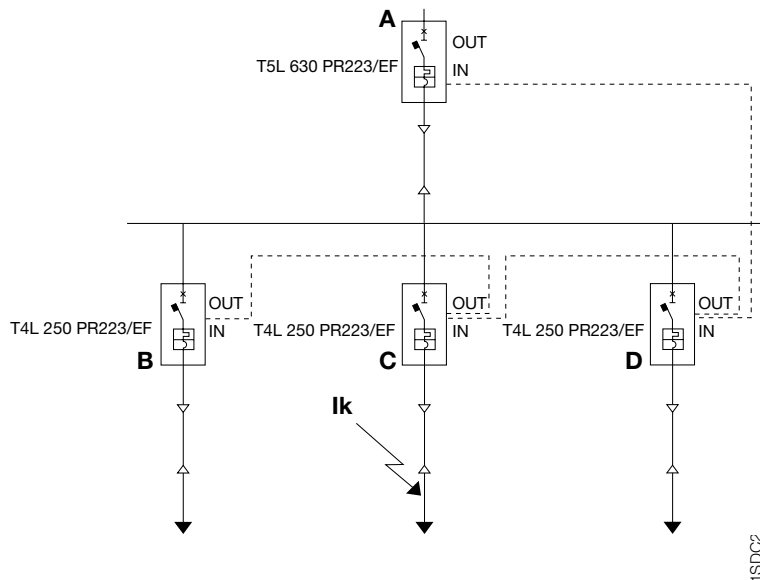 A
OUT
T5L 630 PR223/EF
IN
OUT
T4L 250 PR223/EF
IN
B
OUT
T4L 250 PR223/EF
IN
C
OUT
T4L 250 PR223/EF
IN
D
Ik